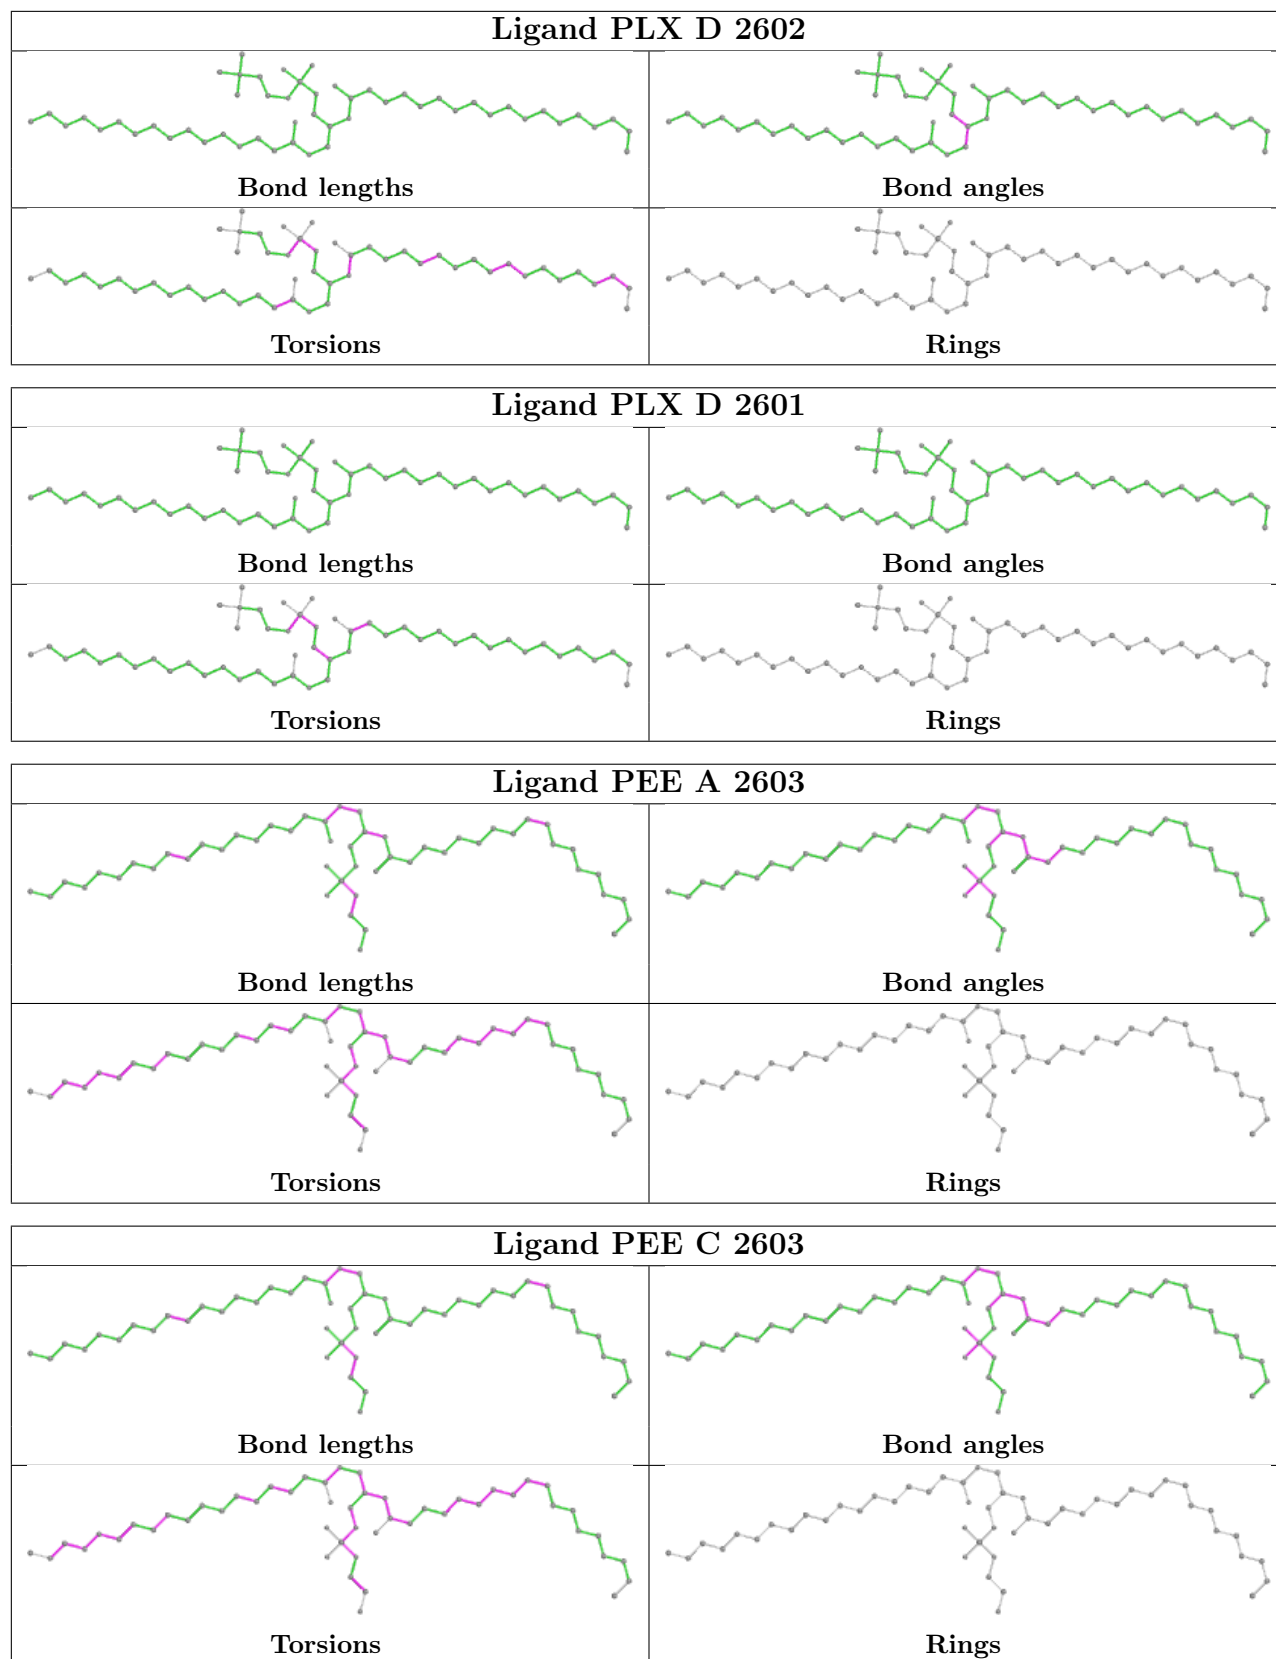 Ligand PLX D 2602
Bond lengths
Bond angles
Torsions
Rings
Ligand PLX D 2601
Bond lengths
Bond angles
Torsions
Rings
Ligand PEE A 2603
Bond lengths
Bond angles
Torsions
Rings
Ligand PEE C 2603
Bond lengths
Bond angles
Torsions
Rings